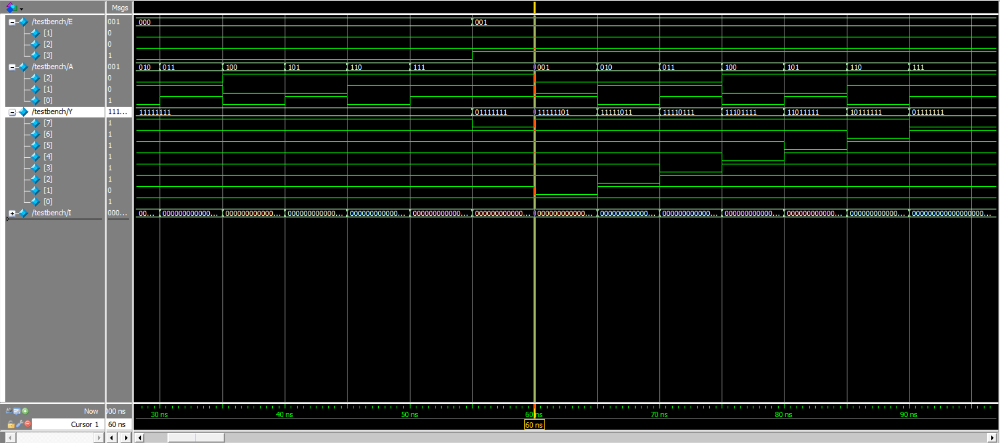 Msgs
/testbench/E 001 000 001
[1] 0
[2] 0
[3] 1
/testbench/A 001 010 011 100 101 110 111 001 010 011 100 101 110 111
[2] 0
[1] 0
[0] 1
/testbench/Y 111... 11111111 01111111 11111101 11111011 11110111 11101111 11011111 10111111 01111111
[7] 1
[6] 1
[5] 1
[4] 1
[3] 1
[2] 1
[1] 0
[0] 1
/testbench/I 000... 00... 000000000000... 000000000000... 000000000000... 000000000000... 000000000000... 000000000000... 000000000000... 000000000000... 000000000000... 000000000000... 000000000000... 000000000000... 00000000000000000...
Now 000 ns 30 ns 40 ns 50 ns 60 ns 70 ns 80 ns 90 ns
Cursor 1 60 ns 60 ns